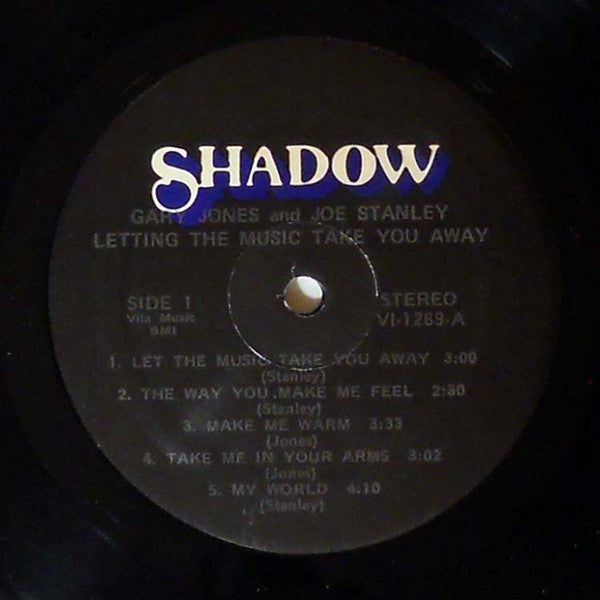 SHADOW
GARY JONES and JOE STANLEY
LETTING THE MUSIC TAKE YOU AWAY
SIDE 1 STEREO
Vita Music VI-1269-A
BMI
1. LET THE MUSIC TAKE YOU AWAY 3:00
(Stanley)
2. THE WAY YOU MAKE ME FEEL 2:30
(Stanley)
3. MAKE ME WARM 3:33
(Jones)
4. TAKE ME IN YOUR ARMS 3:02
(Jones)
5. MY WORLD 4:10
(Stanley)